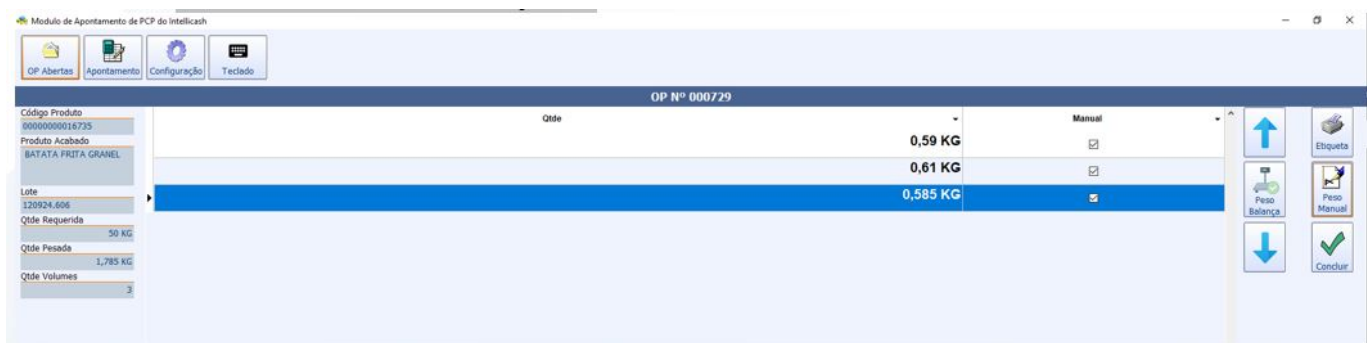 Modulo de Apontamento de PCP do Intellicash
OP Abertas
Apontamento
Configuração
Teclado
OP Nº 000729
Código Produto
00000000016735
Produto Acabado
BATATA FRITA GRANEL
Lote
120924.606
Qtde Requerida
50 KG
Qtde Pesada
1,785 KG
Qtde Volumes
3
Qtde
Manual
0,59 KG
0,61 KG
0,585 KG
Etiqueta
Peso
Balança
Peso
Manual
Concluir